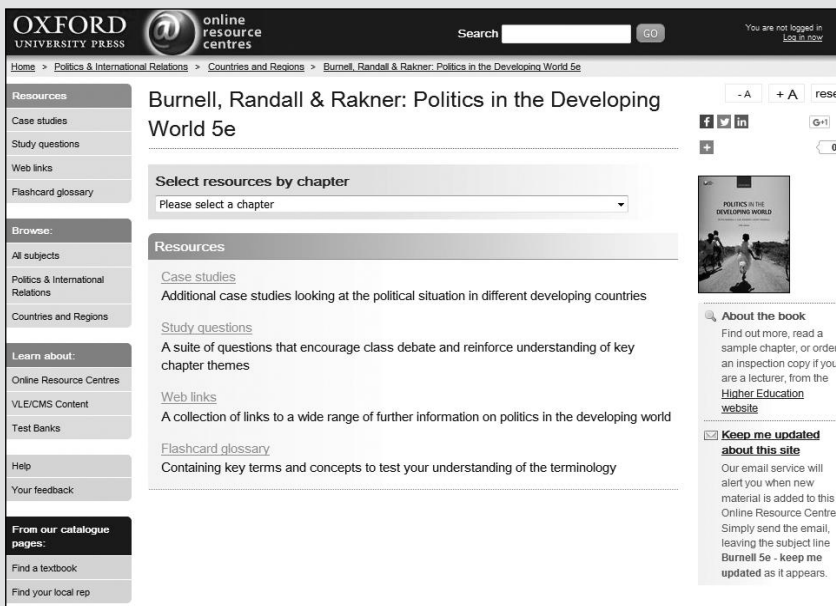 OXFORD
UNIVERSITY PRESS
@
online
resource
centres
Search
GO
You are not logged in
Log in now
Home > Politics & International Relations > Countries and Regions > Burnell, Randall & Rakner: Politics in the Developing World 5e
Resources
Case studies
Study questions
Web links
Flashcard glossary
Browse:
All subjects
Politics & International
Relations
Countries and Regions
Learn about:
Online Resource Centres
VLE/CMS Content
Test Banks
Help
Your feedback
From our catalogue
pages:
Find a textbook
Find your local rep
Burnell, Randall & Rakner: Politics in the Developing
World 5e
Select resources by chapter
Please select a chapter
Resources
Case studies
Additional case studies looking at the political situation in different developing countries
Study questions
A suite of questions that encourage class debate and reinforce understanding of key
chapter themes
Web links
A collection of links to a wide range of further information on politics in the developing world
Flashcard glossary
Containing key terms and concepts to test your understanding of the terminology
- A + A rese
f in G+1
+ 0
POLITICS IN THE
DEVELOPING WORLD
About the book
Find out more, read a
sample chapter, or order
an inspection copy if you
are a lecturer, from the
Higher Education
website
Keep me updated
about this site
Our email service will
alert you when new
material is added to this
Online Resource Centre
Simply send the email,
leaving the subject line
Burnell 5e - keep me
updated as it appears.